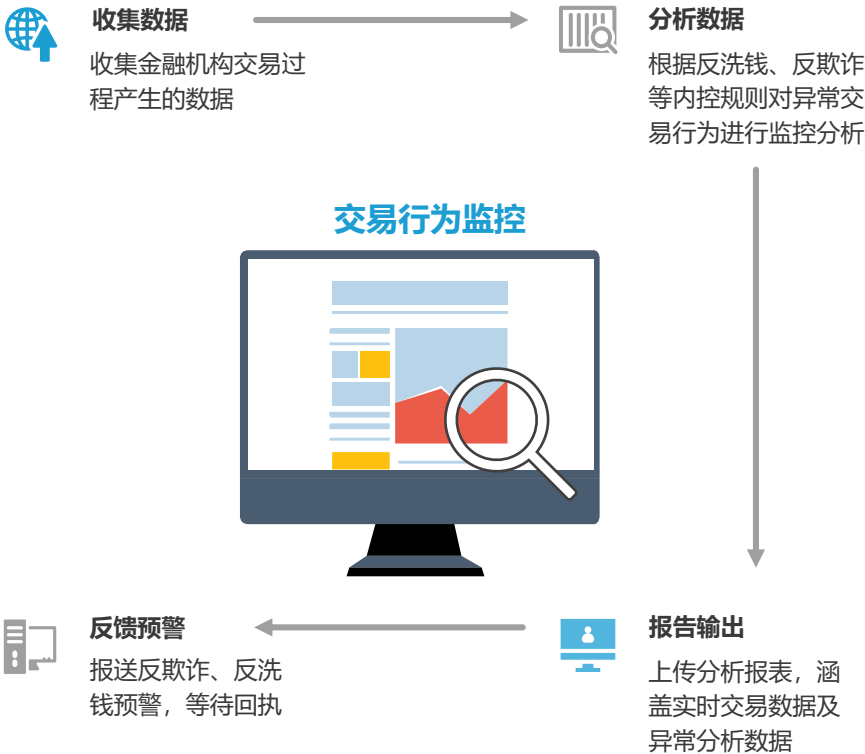 收集数据
收集金融机构交易过
程产生的数据
分析数据
根据反洗钱、反欺诈
等内控规则对异常交
易行为进行监控分析
交易行为监控
反馈预警
报送反欺诈、反洗
钱预警，等待回执
报告输出
上传分析报表，涵
盖实时交易数据及
异常分析数据